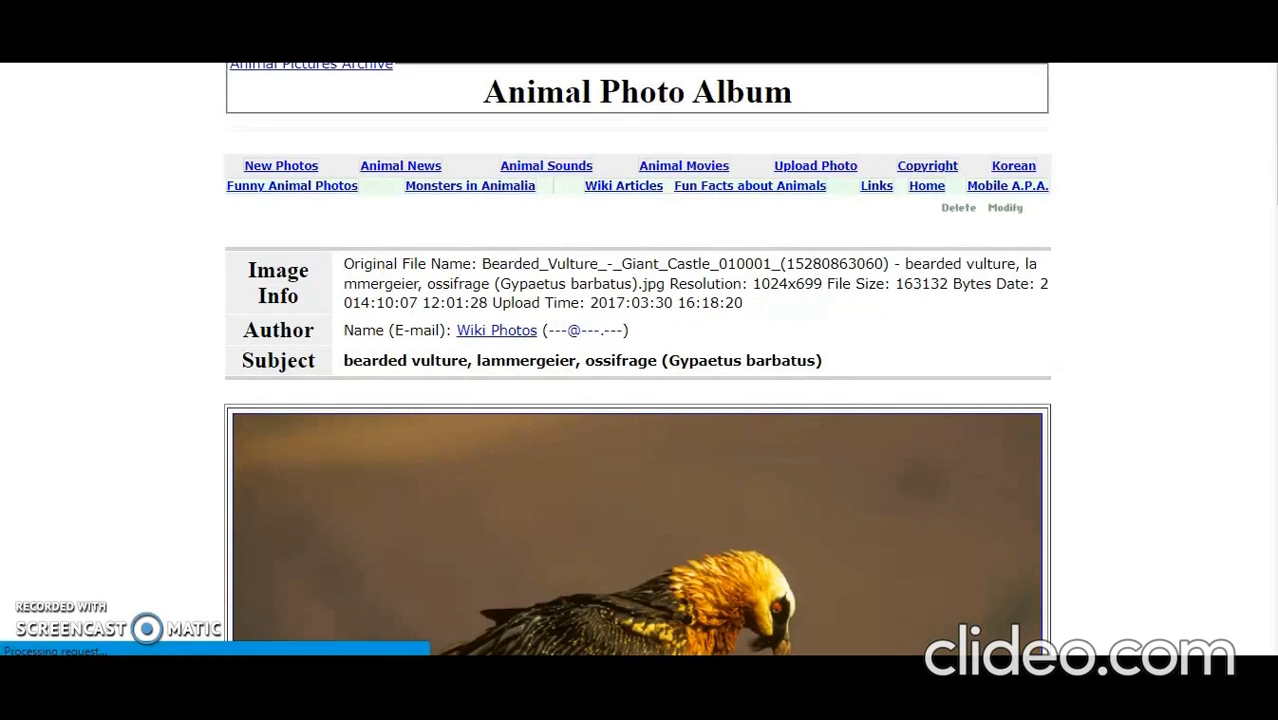 Animal Pictures Archive
Animal Photo Album
New Photos Animal News Animal Sounds Animal Movies Upload Photo Copyright Korean
Funny Animal Photos Monsters in Animalia Wiki Articles Fun Facts about Animals Links Home Mobile A.P.A.
Delete Modify
Image Info
Original File Name: Bearded_Vulture_-_Giant_Castle_010001_(15280863060) - bearded vulture, la
mmergeier, ossifrage (Gypaetus barbatus).jpg Resolution: 1024x699 File Size: 163132 Bytes Date: 2
014:10:07 12:01:28 Upload Time: 2017:03:30 16:18:20
Author Name (E-mail): Wiki Photos (---@---.---)
Subject bearded vulture, lammergeier, ossifrage (Gypaetus barbatus)
RECORDED WITH
SCREENCAST MATIC
Processing request...
clideo.com